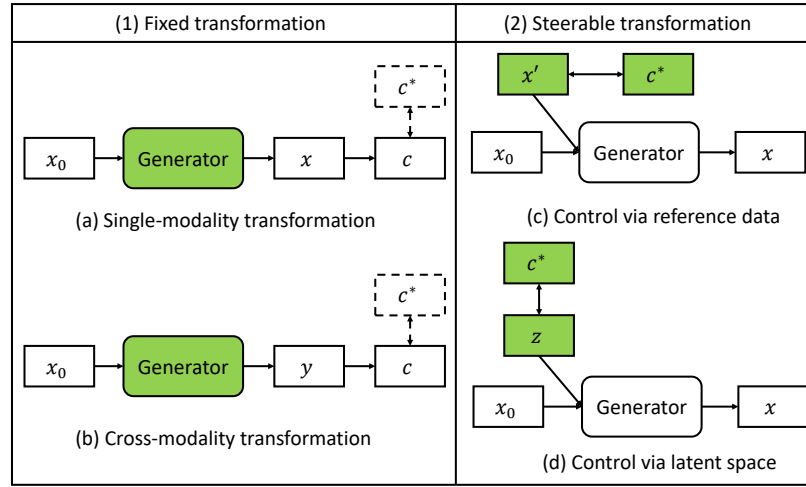 (1) Fixed transformation
c*
x₀ Generator x c
(a) Single-modality transformation
c*
x₀ Generator y c
(b) Cross-modality transformation
(2) Steerable transformation
x′ c*
x₀ Generator x
(c) Control via reference data
c*
z
x₀ Generator x
(d) Control via latent space